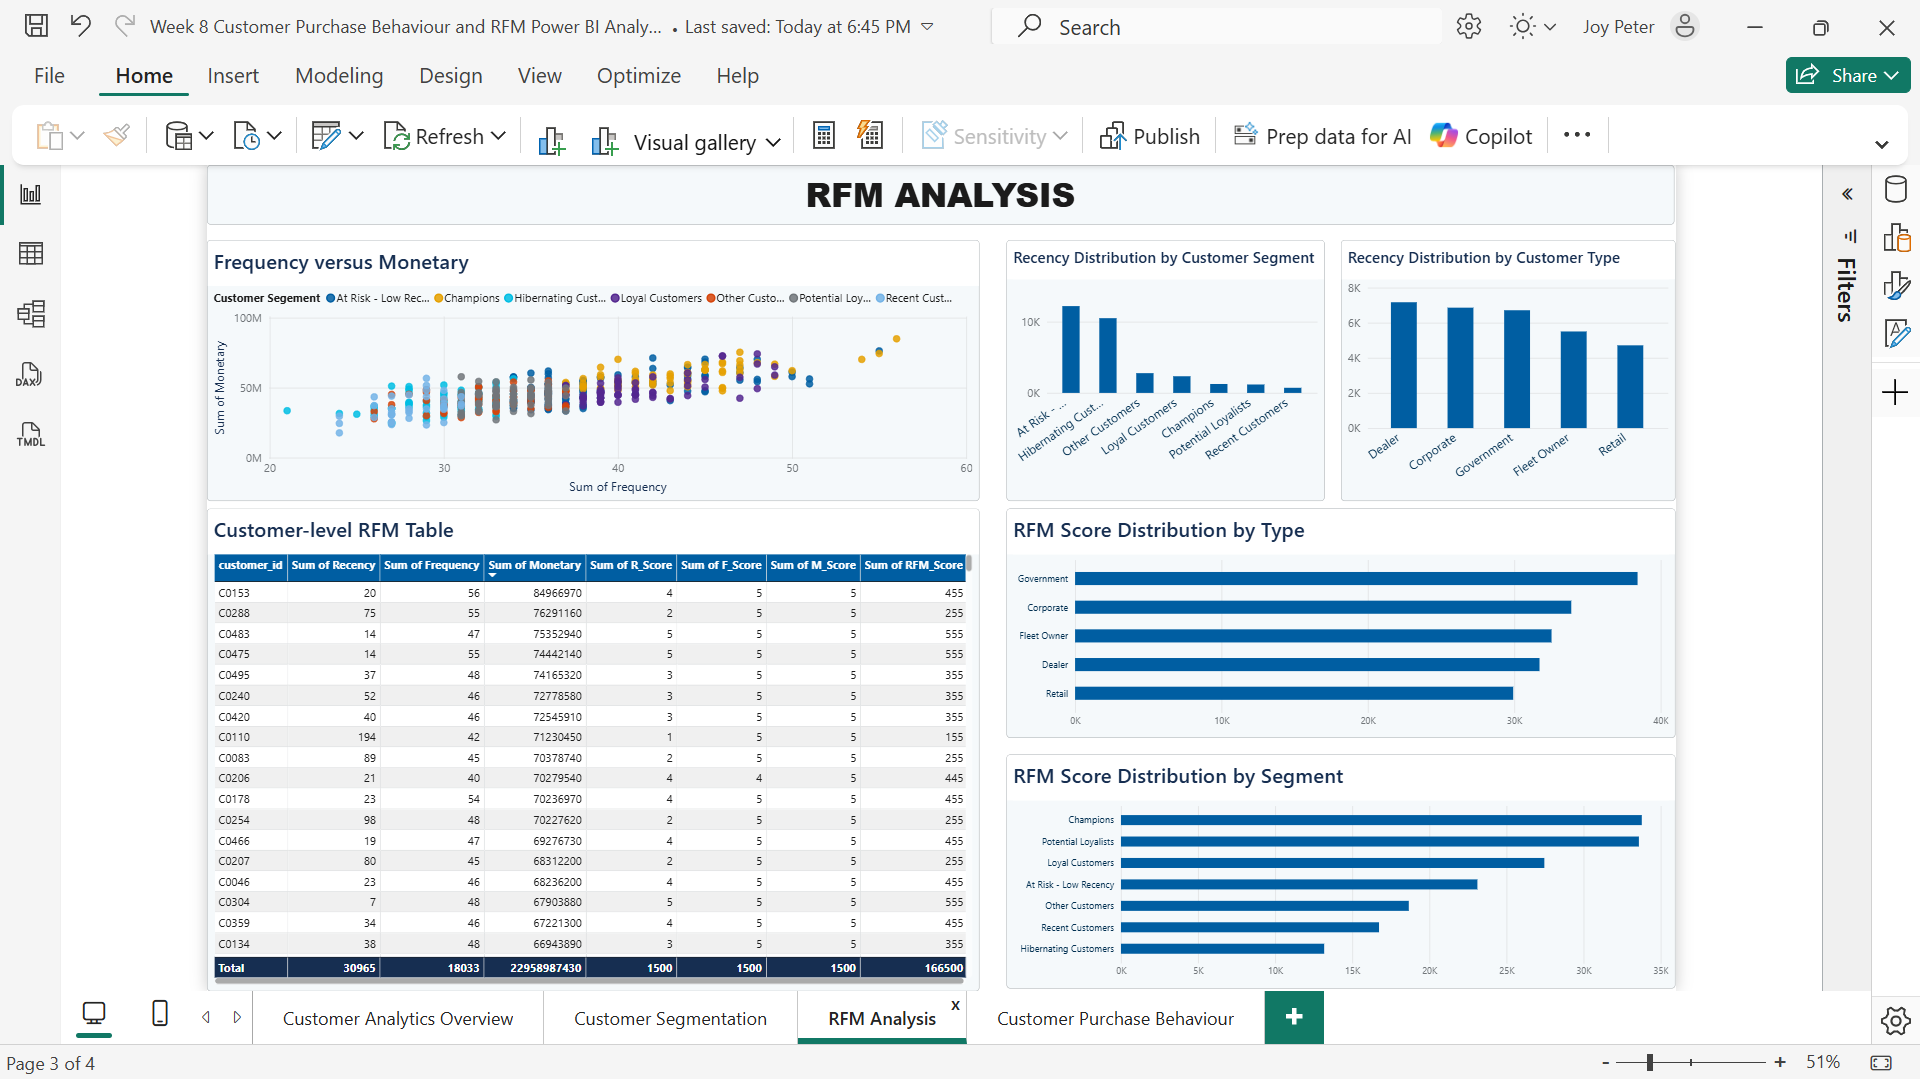 Week 8 Customer Purchase Behaviour and RFM Power BI Analy... • Last saved: Today at 6:45 PM
Search
Joy Peter
File Home Insert Modeling Design View Optimize Help
Share
Refresh Visual gallery Sensitivity Publish Prep data for AI Copilot
RFM ANALYSIS
Filters
DAX
TMDL
Frequency versus Monetary
Customer Segement At Risk - Low Rec... Champions Hibernating Cust... Loyal Customers Other Custo... Potential Loy... Recent Cust...
100M
50M
0M
Sum of Monetary
20 30 40 50 60
Sum of Frequency
Recency Distribution by Customer Segment
10K
0K
At Risk - ...
Hibernating Cust...
Other Customers
Loyal Customers
Champions
Potential Loyalists
Recent Customers
Recency Distribution by Customer Type
8K
6K
4K
2K
0K
Dealer
Corporate
Government
Fleet Owner
Retail
Customer-level RFM Table
customer_id Sum of Recency Sum of Frequency Sum of Monetary Sum of R_Score Sum of F_Score Sum of M_Score Sum of RFM_Score
C0153 20 56 84966970 4 5 5 455
C0288 75 55 76291160 2 5 5 255
C0483 14 47 75352940 5 5 5 555
C0475 14 55 74442140 5 5 5 555
C0495 37 48 74165320 3 5 5 355
C0240 52 46 72778580 3 5 5 355
C0420 40 46 72545910 3 5 5 355
C0110 194 42 71230450 1 5 5 155
C0083 89 45 70378740 2 5 5 255
C0206 21 40 70279540 4 4 5 445
C0178 23 54 70236970 4 5 5 455
C0254 98 48 70227620 2 5 5 255
C0466 19 47 69276730 4 5 5 455
C0207 80 45 68312200 2 5 5 255
C0046 23 46 68236200 4 5 5 455
C0304 7 48 67903880 5 5 5 555
C0359 34 46 67221300 4 5 5 455
C0134 38 48 66943890 3 5 5 355
Total 30965 18033 22958987430 1500 1500 1500 166500
RFM Score Distribution by Type
Government
Corporate
Fleet Owner
Dealer
Retail
0K 10K 20K 30K 40K
RFM Score Distribution by Segment
Champions
Potential Loyalists
Loyal Customers
At Risk - Low Recency
Other Customers
Recent Customers
Hibernating Customers
0K 5K 10K 15K 20K 25K 30K 35K
Customer Analytics Overview Customer Segmentation RFM Analysis x Customer Purchase Behaviour +
Page 3 of 4
- + 51%